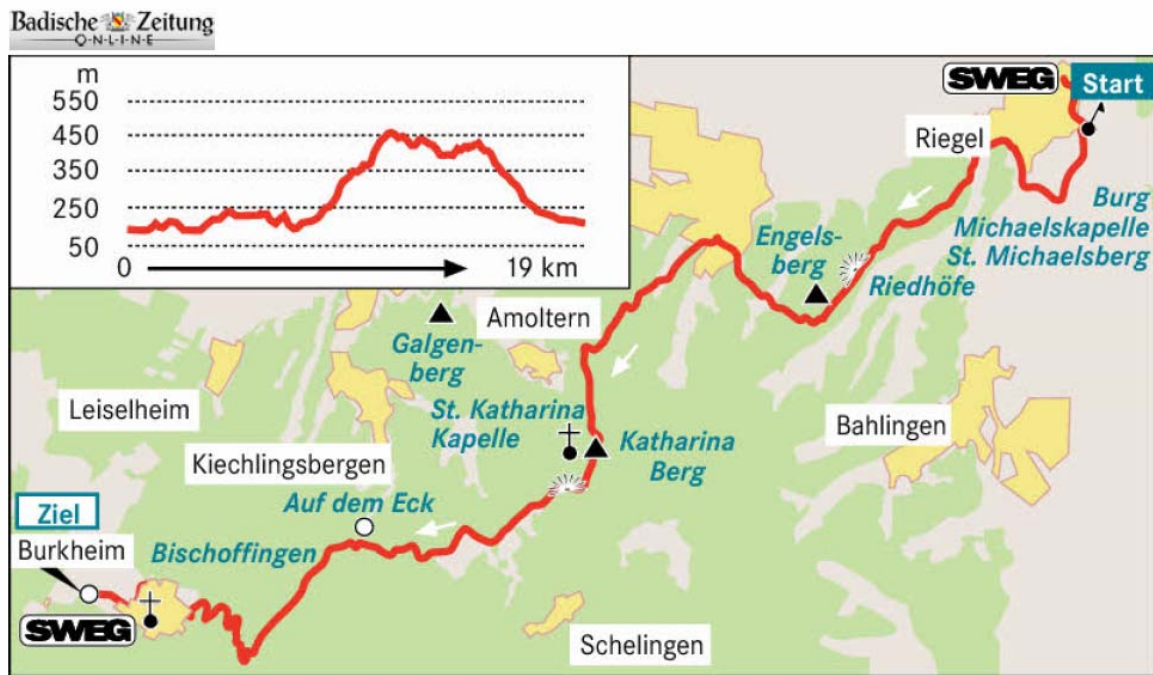 Badische Zeitung
O-N-L-I-N-E
m
550
450
350
250
50
0
19 km
SWEG
Start
Riegel
Burg
Michaelskapelle
St. Michaelsberg
Engels-
berg
Riedhöfe
Amoltern
Galgen-
berg
Leiselheim
St. Katharina
Kapelle
Katharina
Berg
Bahlingen
Kiechlingsbergen
Auf dem Eck
Ziel
Burkheim
Bischoffingen
SWEG
Schelingen